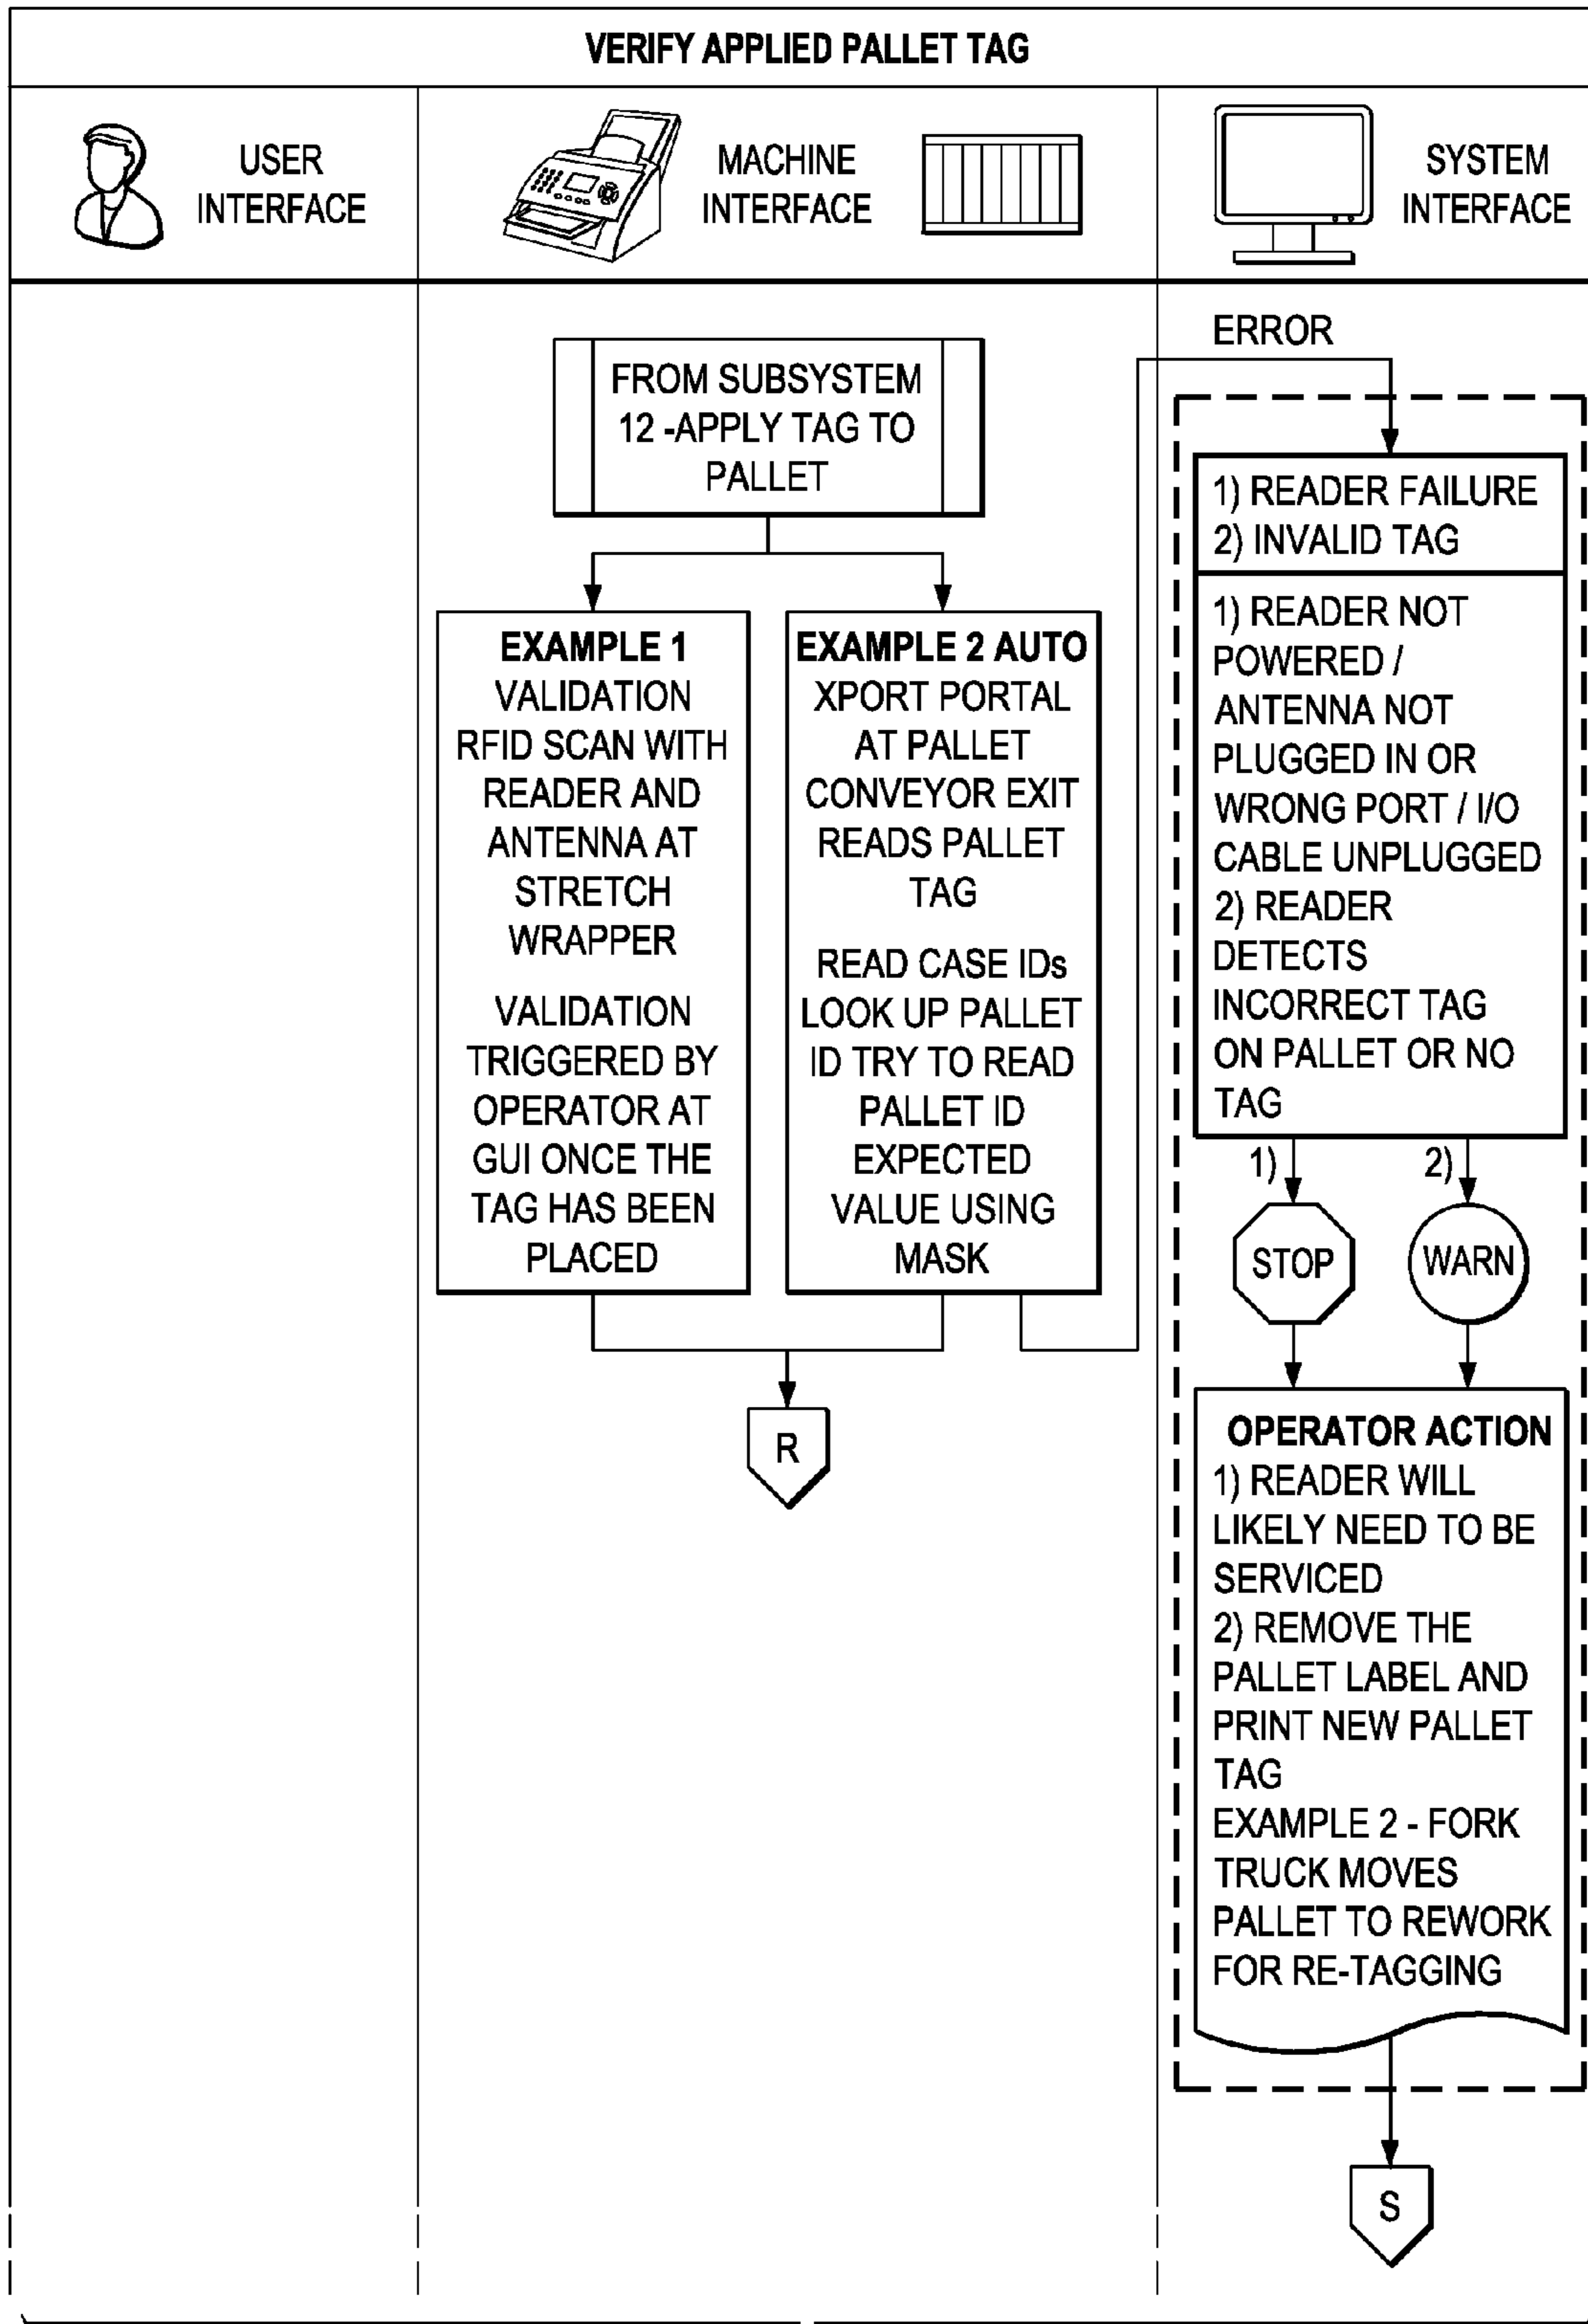 VERIFY APPLIED PALLET TAG
USER
INTERFACE
MACHINE
INTERFACE
SYSTEM
INTERFACE
FROM SUBSYSTEM
12 -APPLY TAG TO
PALLET
EXAMPLE 1
VALIDATION
RFID SCAN WITH
READER AND
ANTENNA AT
STRETCH
WRAPPER
VALIDATION
TRIGGERED BY
OPERATOR AT
GUI ONCE THE
TAG HAS BEEN
PLACED
EXAMPLE 2 AUTO
XPORT PORTAL
AT PALLET
CONVEYOR EXIT
READS PALLET
TAG
READ CASE IDs
LOOK UP PALLET
ID TRY TO READ
PALLET ID
EXPECTED
VALUE USING
MASK
R
ERROR
1) READER FAILURE
2) INVALID TAG
1) READER NOT
POWERED /
ANTENNA NOT
PLUGGED IN OR
WRONG PORT / I/O
CABLE UNPLUGGED
2) READER
DETECTS
INCORRECT TAG
ON PALLET OR NO
TAG
1)
2)
STOP
WARN
OPERATOR ACTION
1) READER WILL
LIKELY NEED TO BE
SERVICED
2) REMOVE THE
PALLET LABEL AND
PRINT NEW PALLET
TAG
EXAMPLE 2 - FORK
TRUCK MOVES
PALLET TO REWORK
FOR RE-TAGGING
S